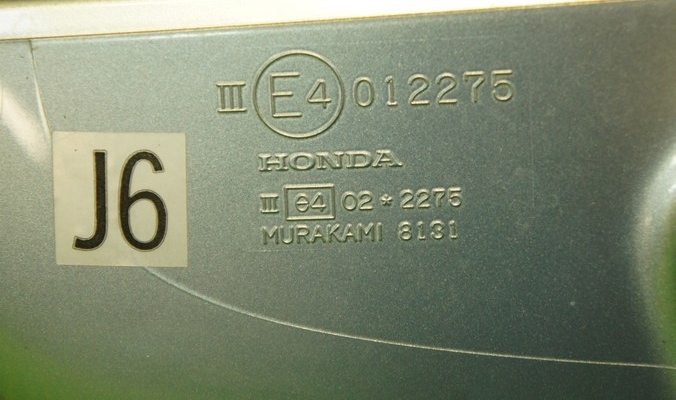 III E4 012275
HONDA
III e4 02*2275
MURAKAMI 8131
J6